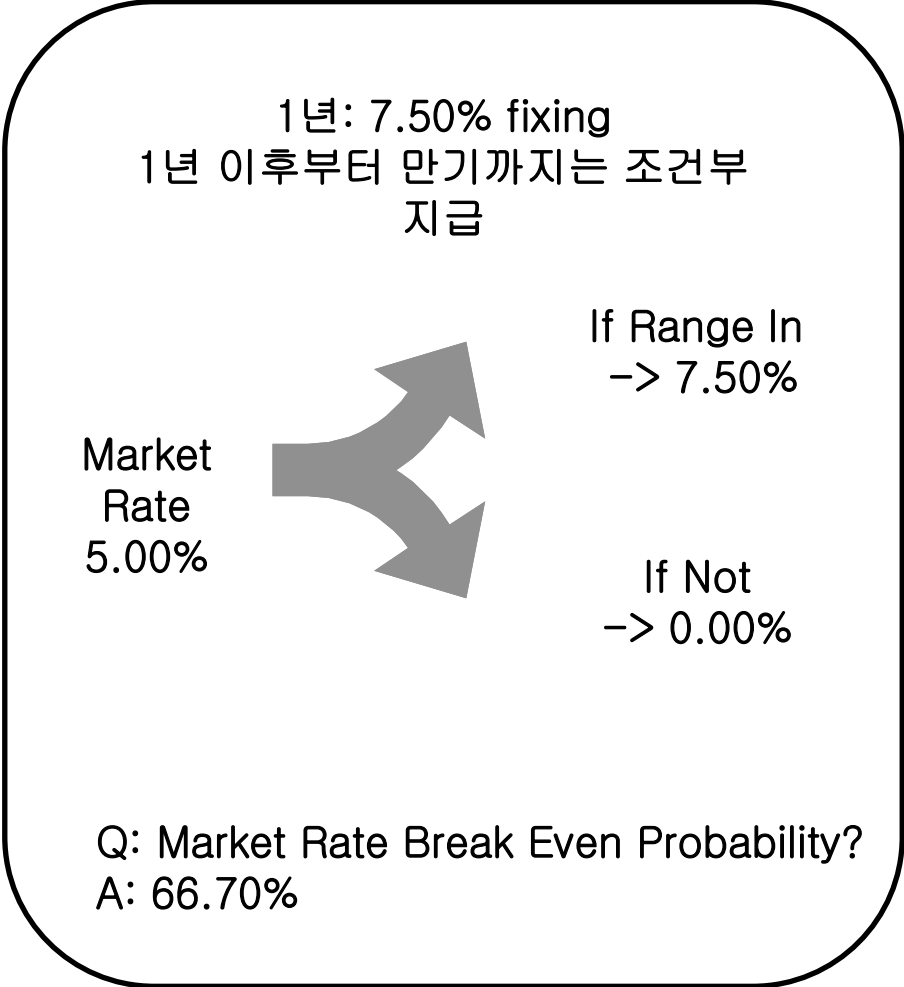 1년: 7.50% fixing
1년 이후부터 만기까지는 조건부
지급
If Range In
-> 7.50%
Market
Rate
5.00%
If Not
-> 0.00%
Q: Market Rate Break Even Probability?
A: 66.70%